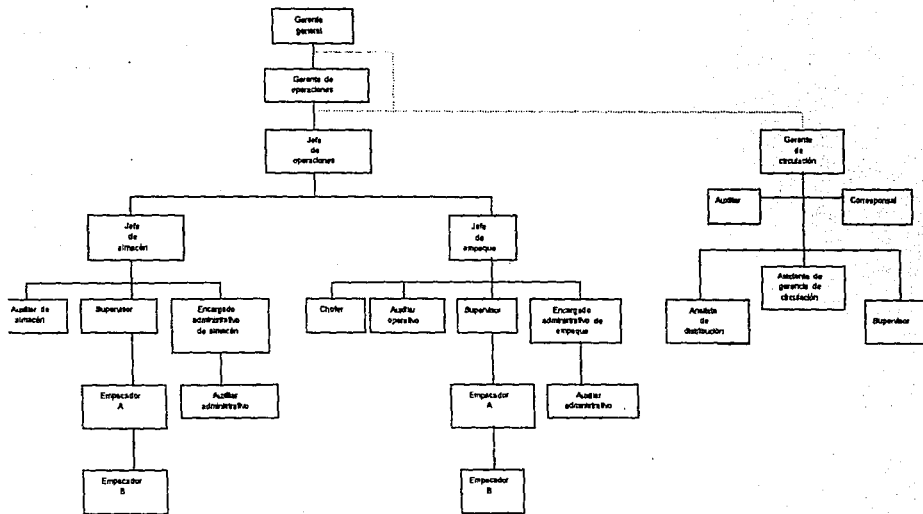 Gerente
general
Gerente de
operaciones
Jefe
de
operaciones
Gerente
de
circulación
Auxiliar
Corresponsal
Jefe
de
almacén
Jefe
de
empaque
Asistente de
gerencia de
circulación
Auxiliar de
almacén
Supervisor
Encargado
administrativo
de almacén
Chofer
Auxiliar
operativo
Supervisor
Encargado
administrativo de
empaque
Analista
de
distribución
Supervisor
Empacador
A
Auxiliar
administrativo
Empacador
A
Auxiliar
administrativo
Empacador
B
Empacador
B